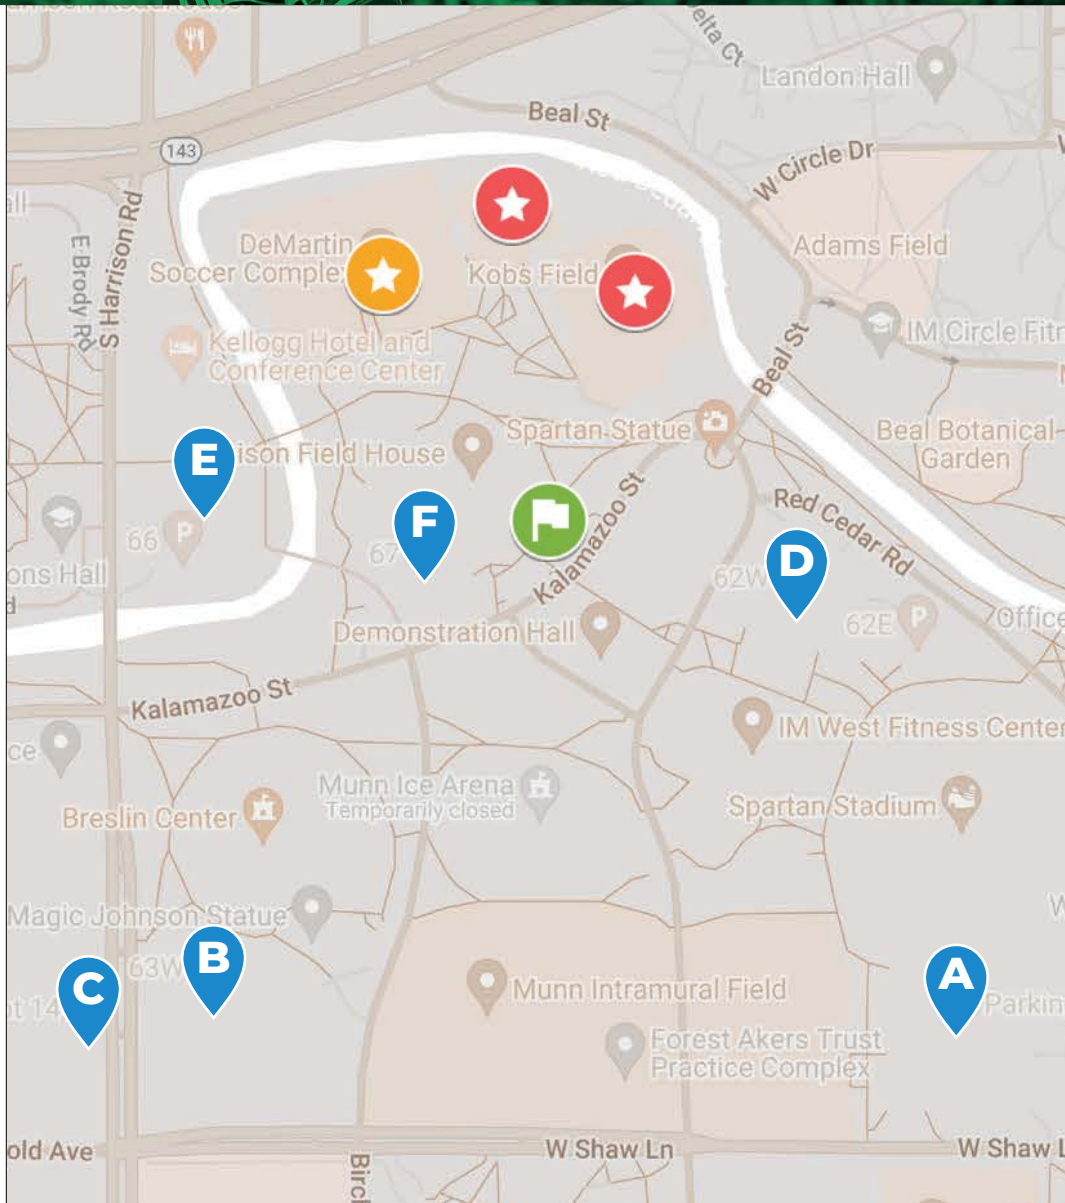 Landon Hall
Beal St
143
W Circle Dr
S Harrison Rd
E Brody Rd
Adams Field
DeMartin
Soccer Comple
Kobs Field
Beal St
IM Circle Fit
Kellogg Hotel and
Conference Center
Spartan Statue
Beal Botanical
Garden
E
ison Field House
F
Kalamazoo St
Red Cedar Rd
D
66
P
67
62W
62E
P
ons Hall
Office
Demonstration Hall
Kalamazoo St
IM West Fitness Center
ce
Munn Ice Arena
Temporarily closed
Breslin Center
Spartan Stadium
Magic Johnson Statue
B
63W
C
A
Munn Intramural Field
Parkin
Forest Akers Trust
Practice Complex
old Ave
W Shaw Ln
W Shaw L
Birch